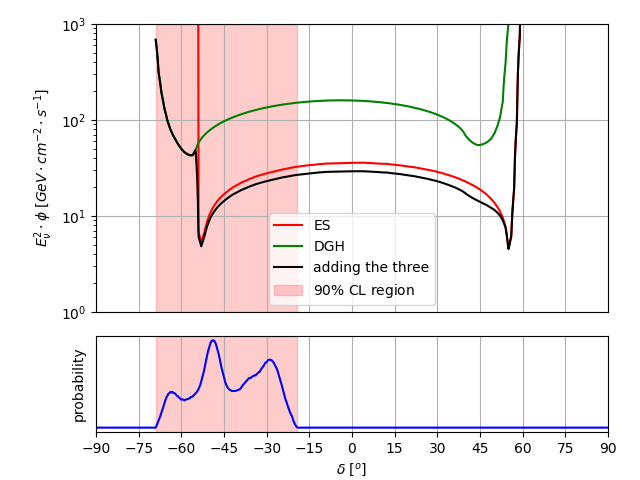 10³
10²
10¹
10⁰
E²_ν · ϕ [GeV · cm⁻² · s⁻¹]
ES
DGH
adding the three
90% CL region
probability
−90 −75 −60 −45 −30 −15 0 15 30 45 60 75 90
δ [°]